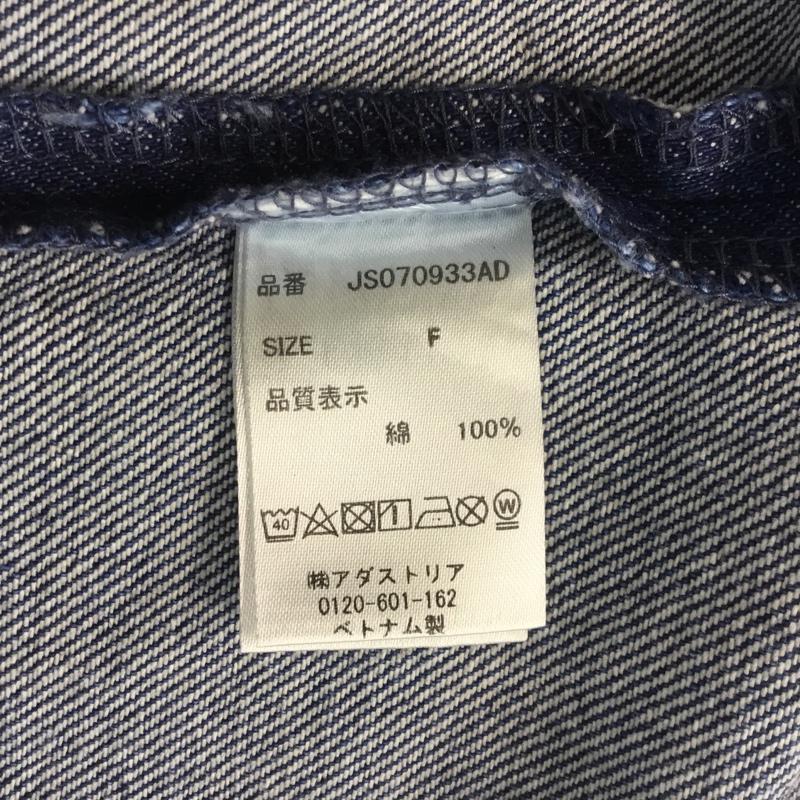 品番 JS070933AD
SIZE F
品質表示
綿 100%
40 W
㈱アダストリア
0120-601-162
ベトナム製